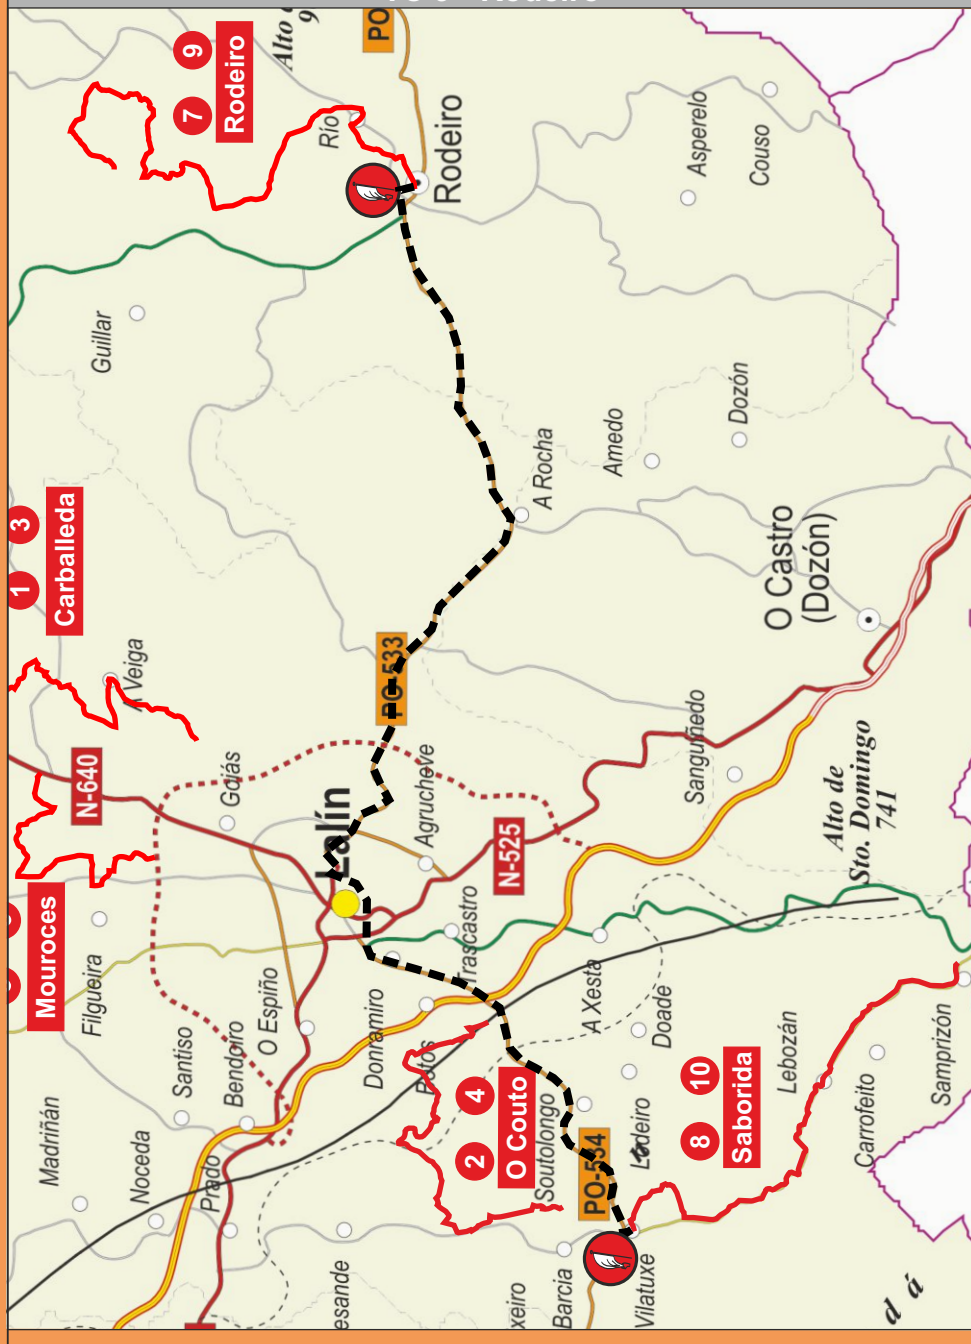 9
7
Rodeiro
Río
Rodeiro
Asperelo
Couso
Guillar
Dozón
Amedo
A Rocha
3
1
Carballeda
O Castro
(Dozón)
A Veiga
PO-533
Sanguiñedo
N-640
Goiás
Lalín
Agrucheve
N-525
Alto de
Sto. Domingo
741
Mouroces
Filgueira
Trascastro
O Espiño
Donramiro
A Xesta
Doade
Santiso
Bendoiro
Lebozán
Carrofeito
Samprizón
Madriñán
Noceda
Prado
4
2
O Couto
Soutolongo
10
8
Saborida
PO-534
Barcia
Vilatuxe